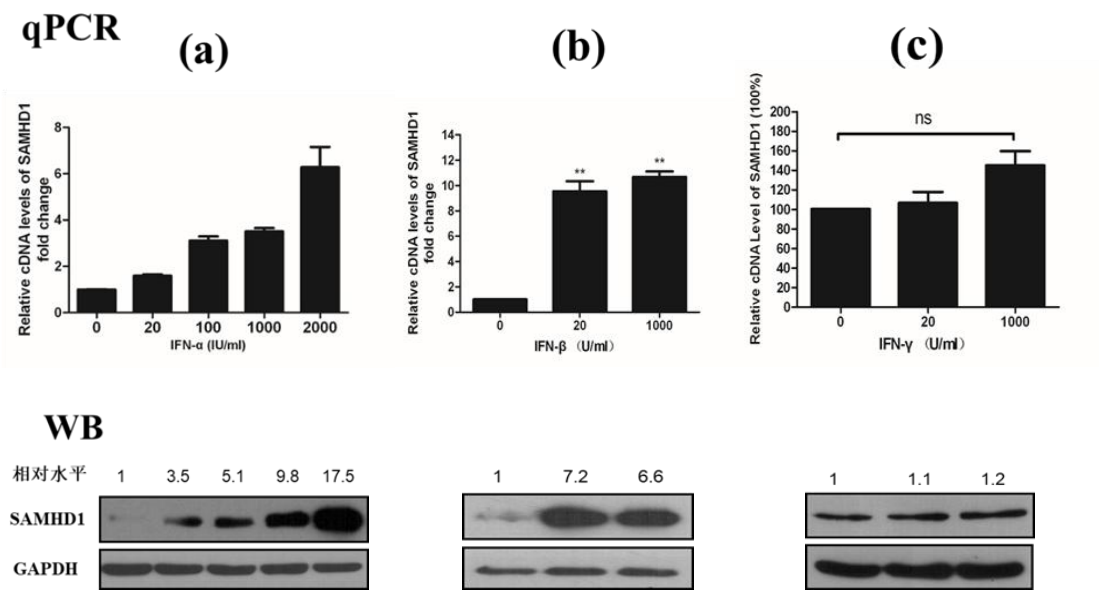 qPCR
(a)
(b)
(c)
Relative cDNA levels of SAMHD1
fold change
8
6
4
2
0
0 20 100 1000 2000
IFN-α (IU/ml)
Relative cDNA levels of SAMHD1
fold change
14
12
10
8
6
4
2
0
** **
0 20 1000
IFN-β （U/ml）
Relative cDNA Level of SAMHD1 (100%)
200
180
160
140
120
100
80
60
40
20
0
ns
0 20 1000
IFN-γ （U/ml）
WB
相对水平 1 3.5 5.1 9.8 17.5
1 7.2 6.6
1 1.1 1.2
SAMHD1
GAPDH